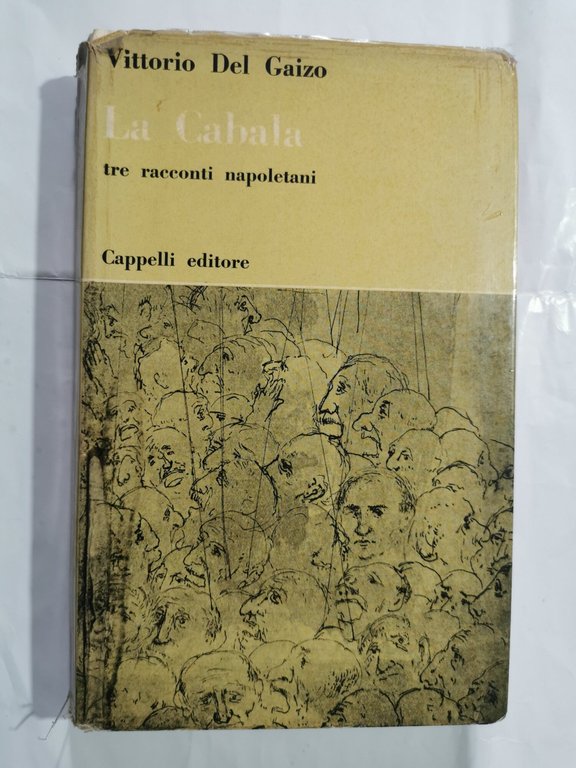 Vittorio Del Gaizo
La Cabala
tre racconti napoletani
Cappelli editore